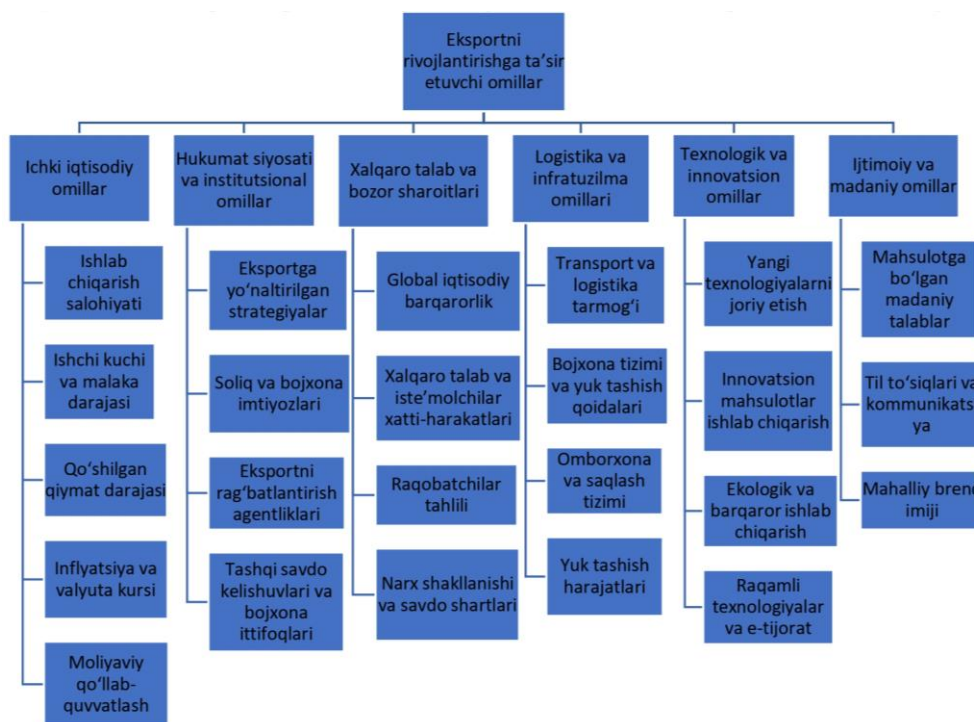 Eksportni
rivojlantirishga ta’sir
etuvchi omillar
Ichki iqtisodiy
omillar
Ishlab
chiqarish
salohiyati
Ishchi kuchi
va malaka
darajasi
Qo‘shilgan
qiymat darajasi
Inflyatsiya va
valyuta kursi
Moliyaviy
qo‘llab-
quvvatlash
Hukumat siyosati
va institutsional
omillar
Eksportga
yo‘naltirilgan
strategiyalar
Soliq va bojxona
imtiyozlari
Eksportni
rag‘batlantirish
agentliklari
Tashqi savdo
kelishuvlari va
bojxona
ittifoqlari
Xalqaro talab va
bozor sharoitlari
Global iqtisodiy
barqarorlik
Xalqaro talab va
iste’molchilar
xatti-harakatlari
Raqobatchilar
tahlili
Narx shakllanishi
va savdo shartlari
Logistika va
infratuzilma
omillari
Transport va
logistika
tarmog‘i
Bojxona tizimi
va yuk tashish
qoidalari
Omborxona
va saqlash
tizimi
Yuk tashish
harajatlari
Texnologik va
innovatsion
omillar
Yangi
texnologiyalarni
joriy etish
Innovatsion
mahsulotlar
ishlab chiqarish
Ekologik va
barqaror ishlab
chiqarish
Raqamli
texnologiyalar
va e-tijorat
Ijtimoiy va
madaniy omillar
Mahsulotga
bo‘lgan
madaniy
talablar
Til to‘siqlari va
kommunikats
ya
Mahalliy brend
imiji